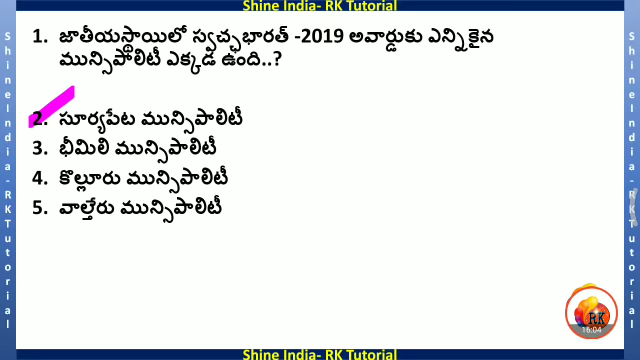 Shine India- RK Tutorial
1. జాతీయస్థాయిలో స్వచ్ఛభారత్ -2019 అవార్డుకు ఎన్నికైన
మున్సిపాలిటీ ఎక్కడ ఉంది..?
2. సూర్యపేట మున్సిపాలిటీ
3. భీమిలి మున్సిపాలిటీ
4. కొల్లూరు మున్సిపాలిటీ
5. వాల్తేరు మున్సిపాలిటీ
Shine India-RK Tutorial
Shine India-RK Tutorial
RK
16:04
Shine India- RK Tutorial